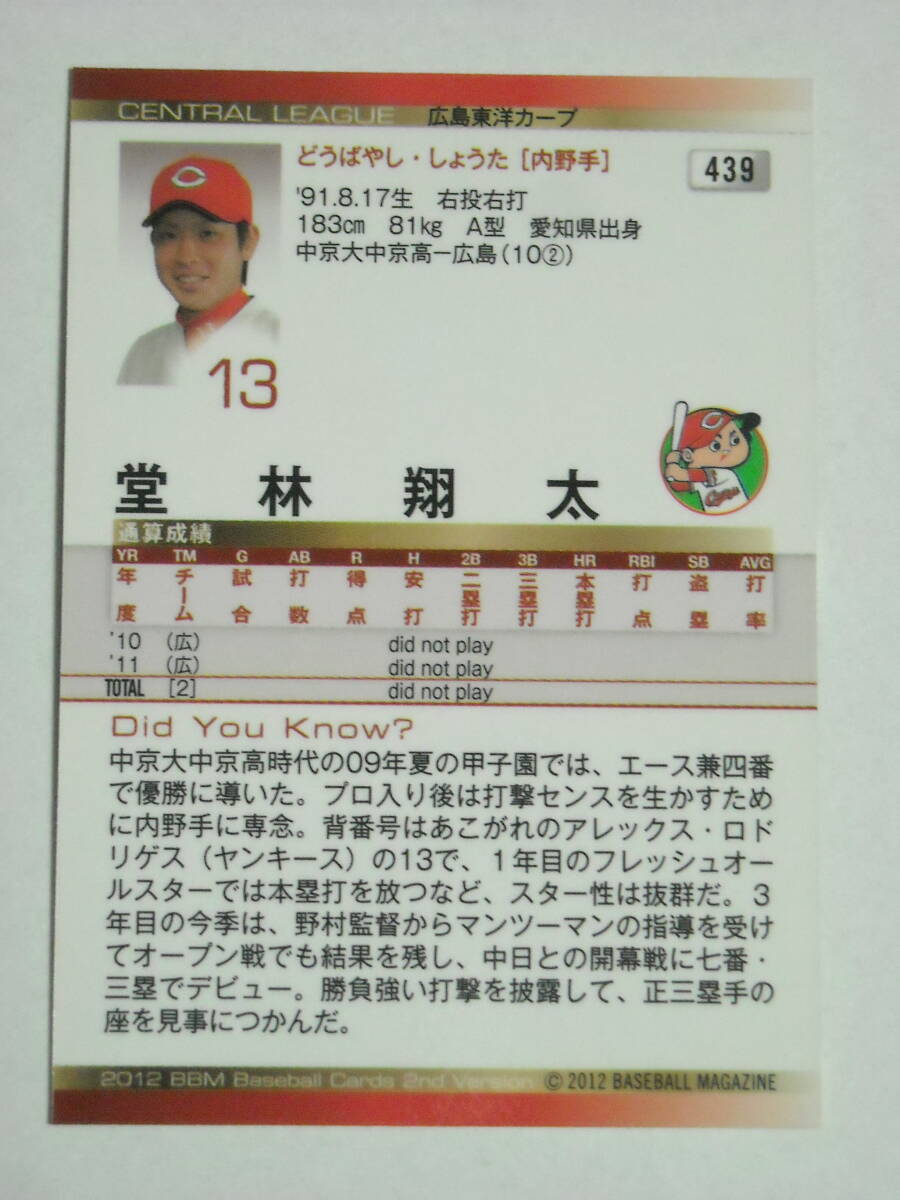 CENTRAL LEAGUE 広島東洋カープ
どうばやし・しょうた[内野手]
439
'91.8.17生 右投右打
183cm 81kg A型 愛知県出身
中京大中京高ー広島(10②)
13
堂林翔太
Carp
通算成績
YR TM G AB R H 2B 3B HR RBI SB AVG
年度 チーム 試合 打数 得点 安打 二塁打 三塁打 本塁打 打点 盗塁 打率
'10 (広) did not play
'11 (広) did not play
TOTAL [2] did not play
Did You Know?
中京大中京高時代の09年夏の甲子園では、エース兼四番
で優勝に導いた。プロ入り後は打撃センスを生かすため
に内野手に専念。背番号はあこがれのアレックス・ロド
リゲス(ヤンキース)の13で、1年目のフレッシュオー
ルスターでは本塁打を放つなど、スター性は抜群だ。3
年目の今季は、野村監督からマンツーマンの指導を受け
てオープン戦でも結果を残し、中日との開幕戦に七番・
三塁でデビュー。勝負強い打撃を披露して、正三塁手の
座を見事につかんだ。
2012 BBM Baseball Cards 2nd Version © 2012 BASEBALL MAGAZINE